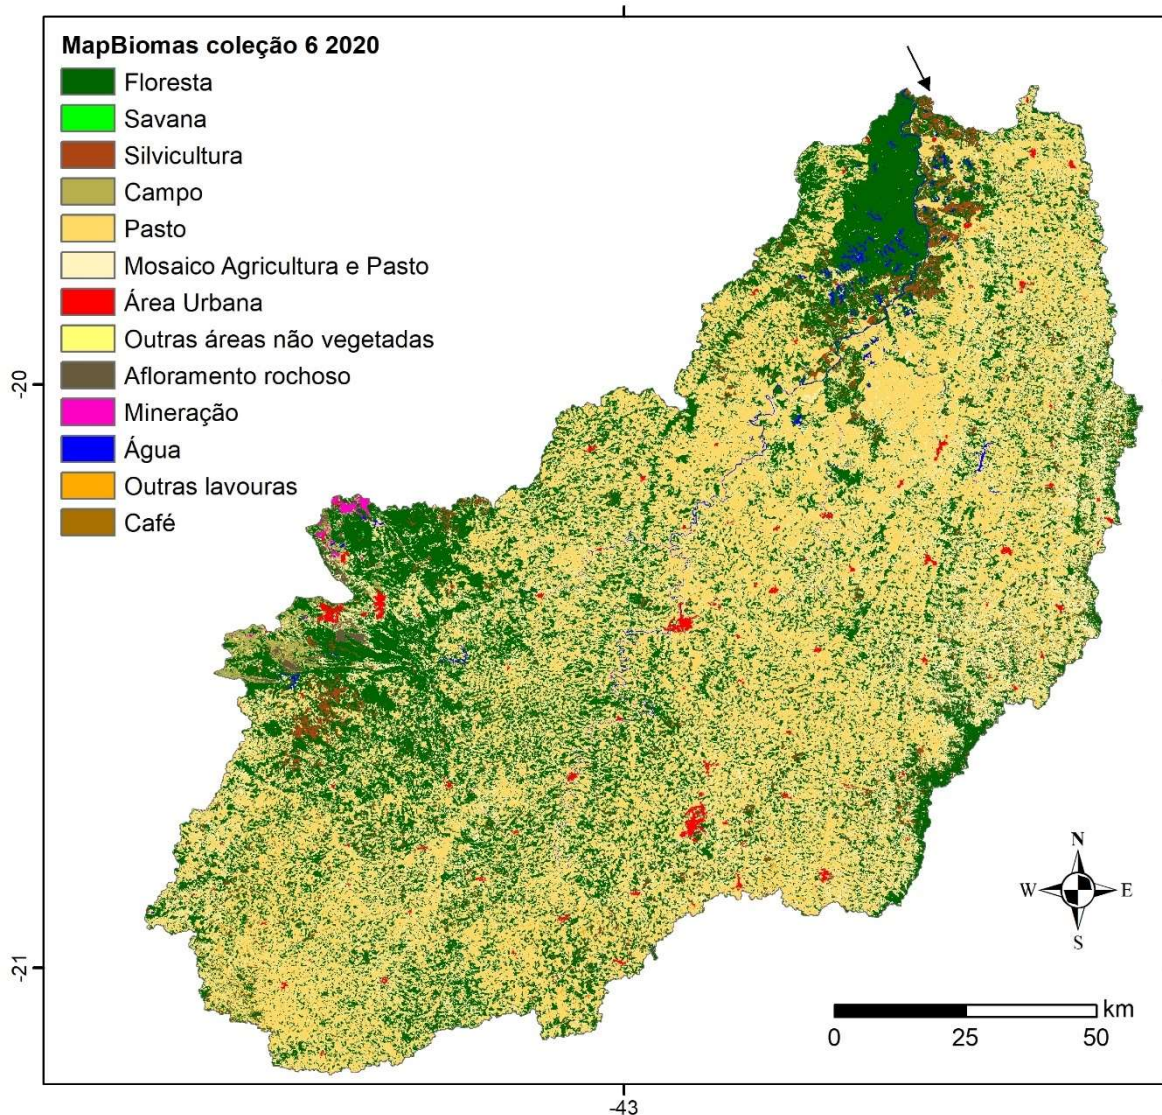 MapBiomas coleção 6 2020
Floresta
Savana
Silvicultura
Campo
Pasto
Mosaico Agricultura e Pasto
Área Urbana
Outras áreas não vegetadas
Afloramento rochoso
Mineração
Água
Outras lavouras
Café
-20
-21
N
W E
S
km
0 25 50
-43